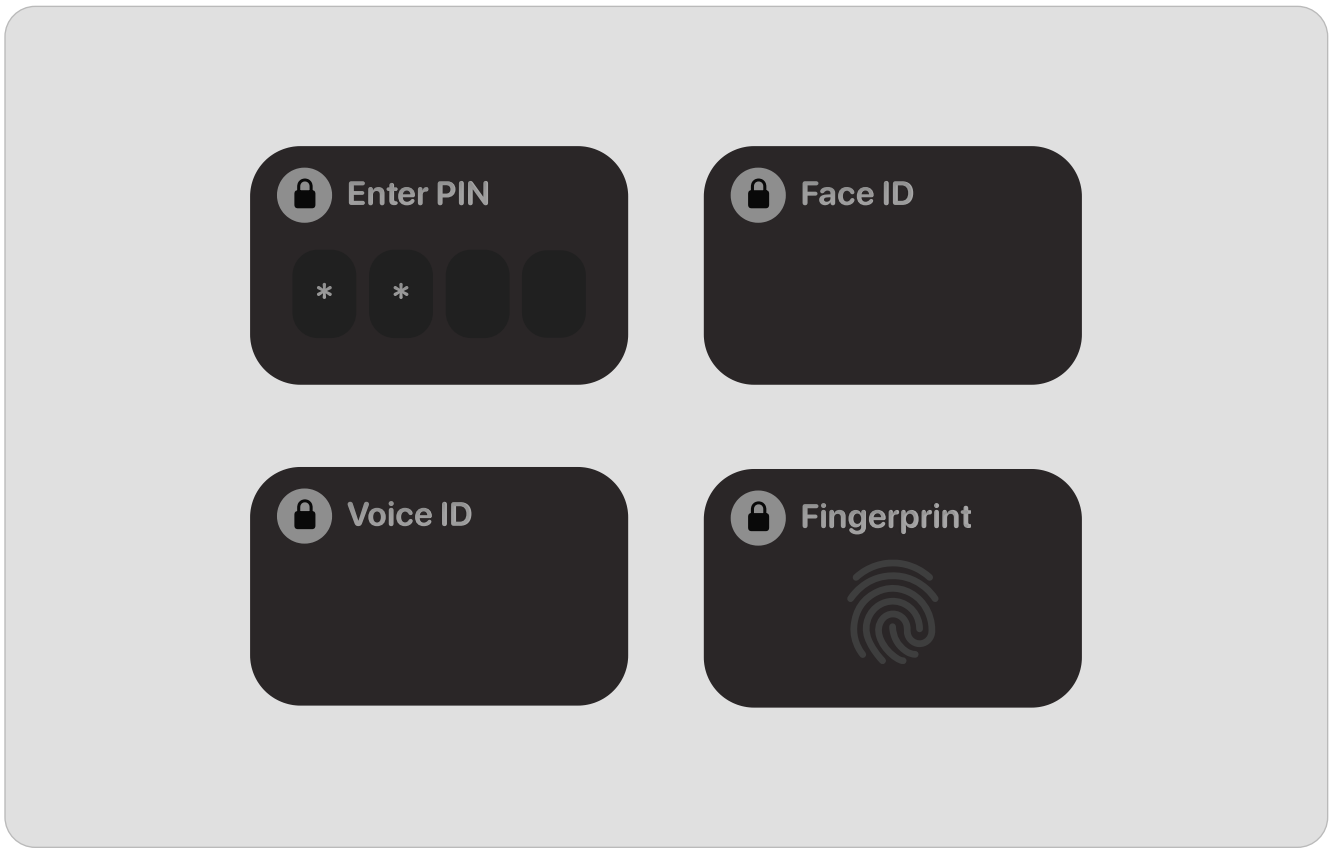 Enter PIN
Face ID
* *
Voice ID
Fingerprint